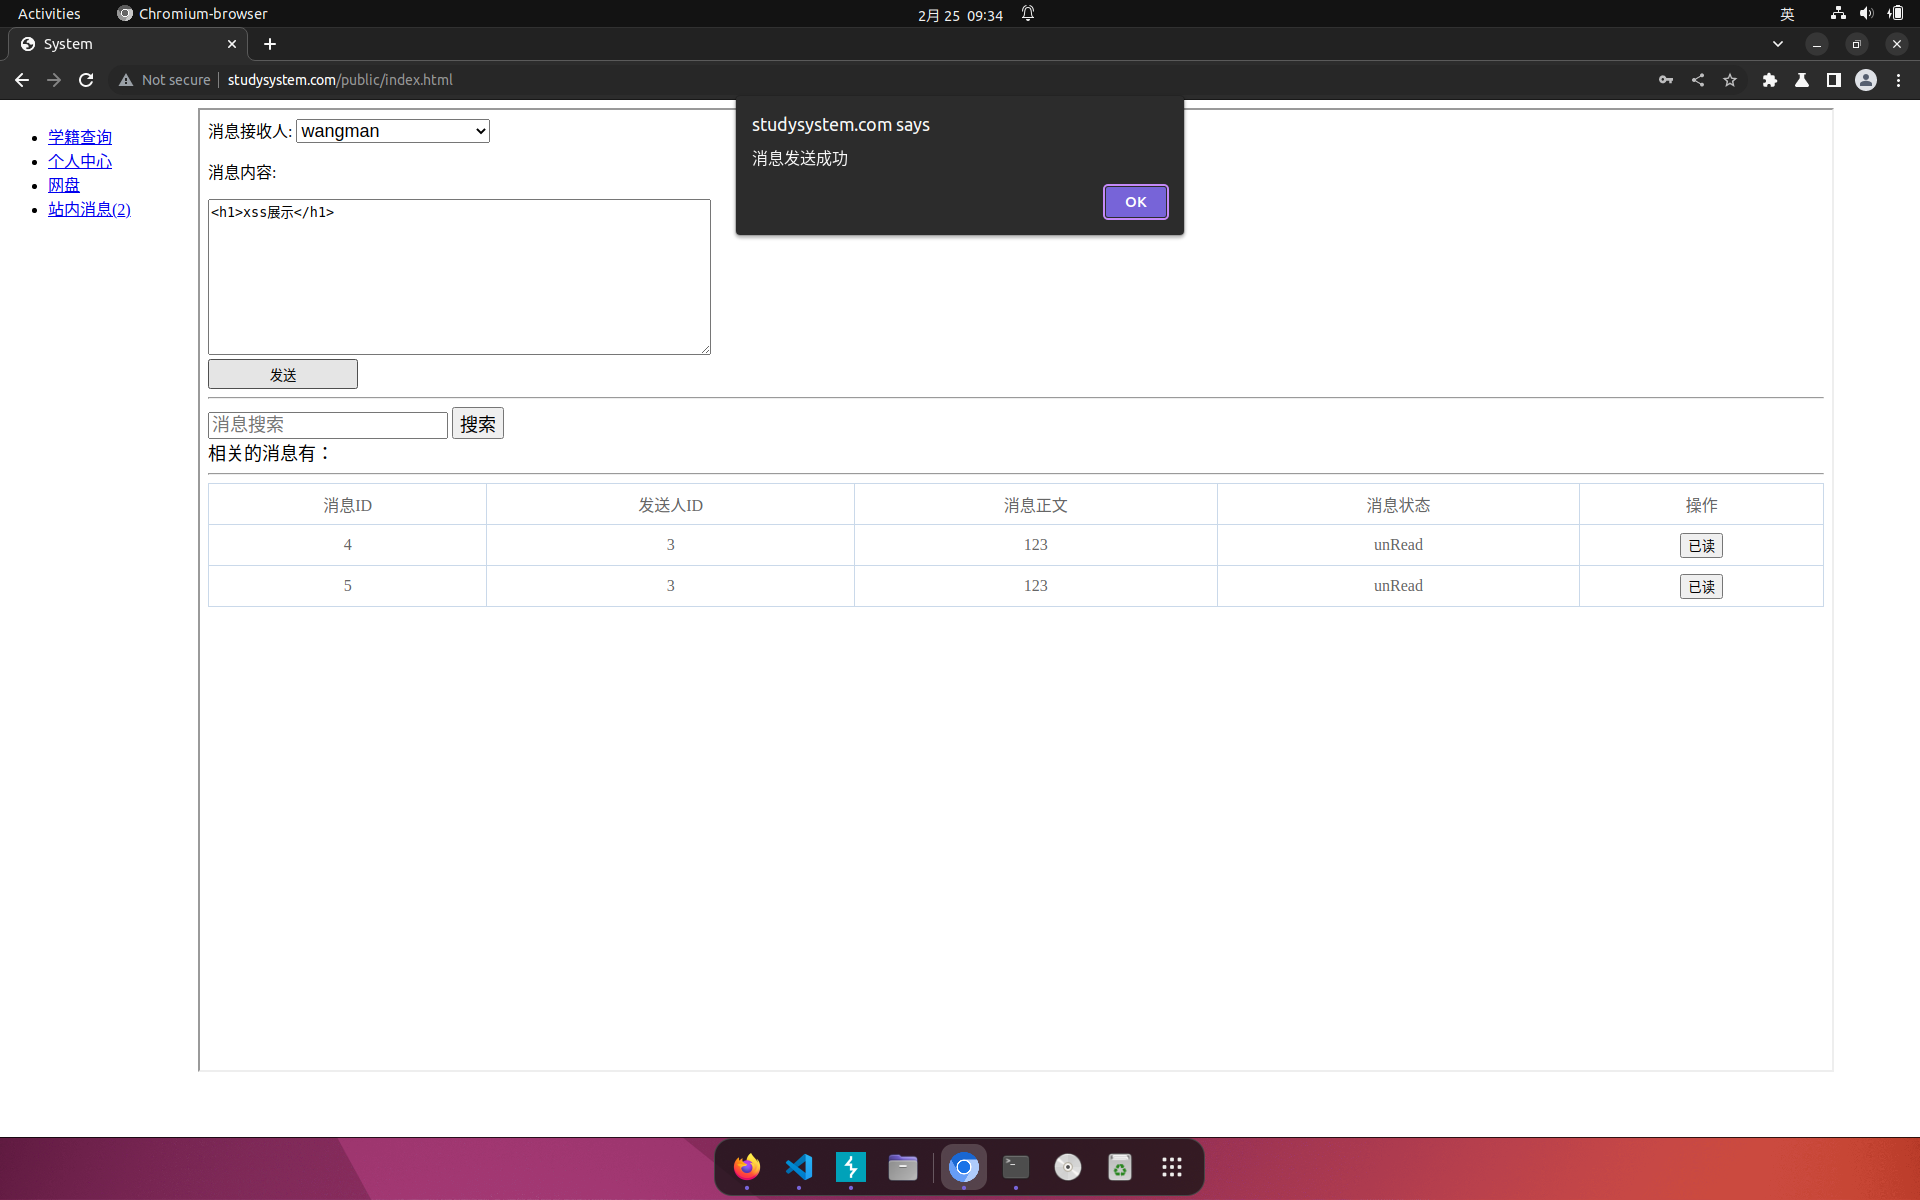 Activities
Chromium-browser
2月 25 09:34
英
System
Not secure
studysystem.com/public/index.html
学籍查询
个人中心
网盘
站内消息(2)
消息接收人: wangman
消息内容:
<h1>xss展示</h1>
发送
studysystem.com says
消息发送成功
OK
消息搜索 搜索
相关的消息有：
消息ID 发送人ID 消息正文 消息状态 操作
4 3 123 unRead 已读
5 3 123 unRead 已读